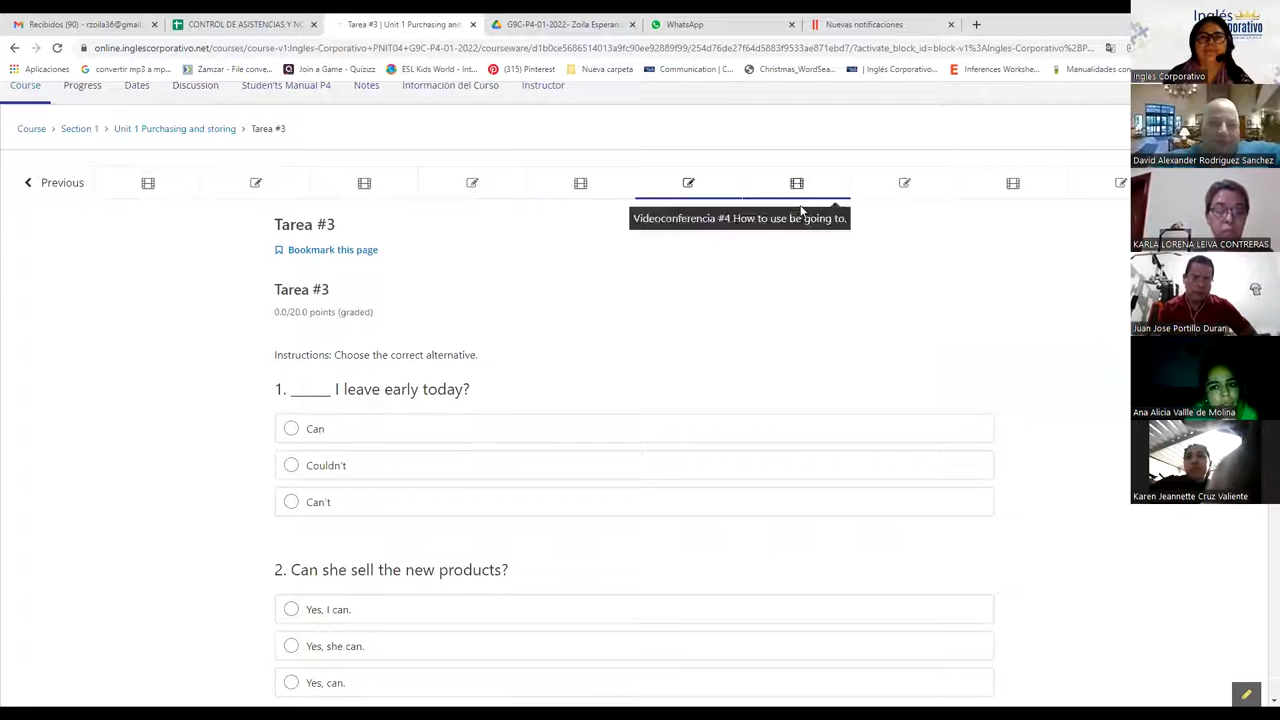 Recibidos (90) - rzoila36@gmail
CONTROL DE ASISTENCIAS Y NO
Tarea #3 | Unit 1 Purchasing and
G9C-P4-01-2022- Zoila Esperan
WhatsApp
Nuevas notificaciones
Aplicaciones
convertir mp3 a mp...
Zamzar - File conve...
Join a Game - Quizizz
ESL Kids World - Int...
(315) Pinterest
Nueva carpeta
Communication | C...
Christmas_WordSea...
| Inglés Corporativo...
Inferences Workshe...
Manualidades con
Course
Progress
Dates
Discussion
Student'S Manual P4
Notes
Información del Curso
Instructor
Course > Section 1 > Unit 1 Purchasing and storing > Tarea #3
Previous
Videoconferencia #4 How to use be going to.
Tarea #3
Bookmark this page
Tarea #3
0.0/20.0 points (graded)
Instructions: Choose the correct alternative.
1. _____ I leave early today?
Can
Couldn't
Can´t
2. Can she sell the new products?
Yes, I can.
Yes, she can.
Yes, can.
Inglés Corporativo
David Alexander Rodriguez Sanchez
KARLA LORENA LEIVA CONTRERAS
Juan Jose Portillo Duran
Ana Alicia Vallle de Molina
Karen Jeannette Cruz Valiente